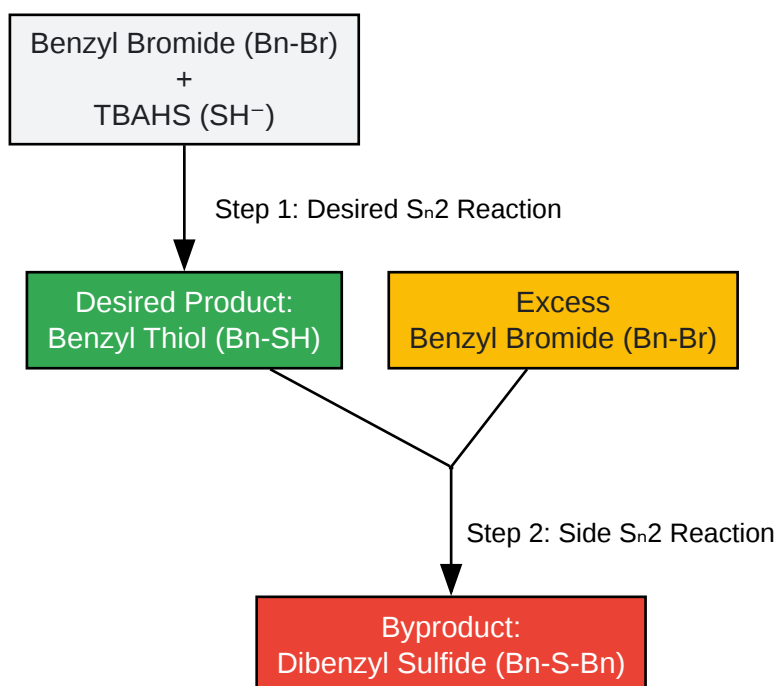 Benzyl Bromide (Bn-Br)
+
TBAHS (SH⁻)
Step 1: Desired Sₙ2 Reaction
Desired Product:
Benzyl Thiol (Bn-SH)
Excess
Benzyl Bromide (Bn-Br)
Step 2: Side Sₙ2 Reaction
Byproduct:
Dibenzyl Sulfide (Bn-S-Bn)